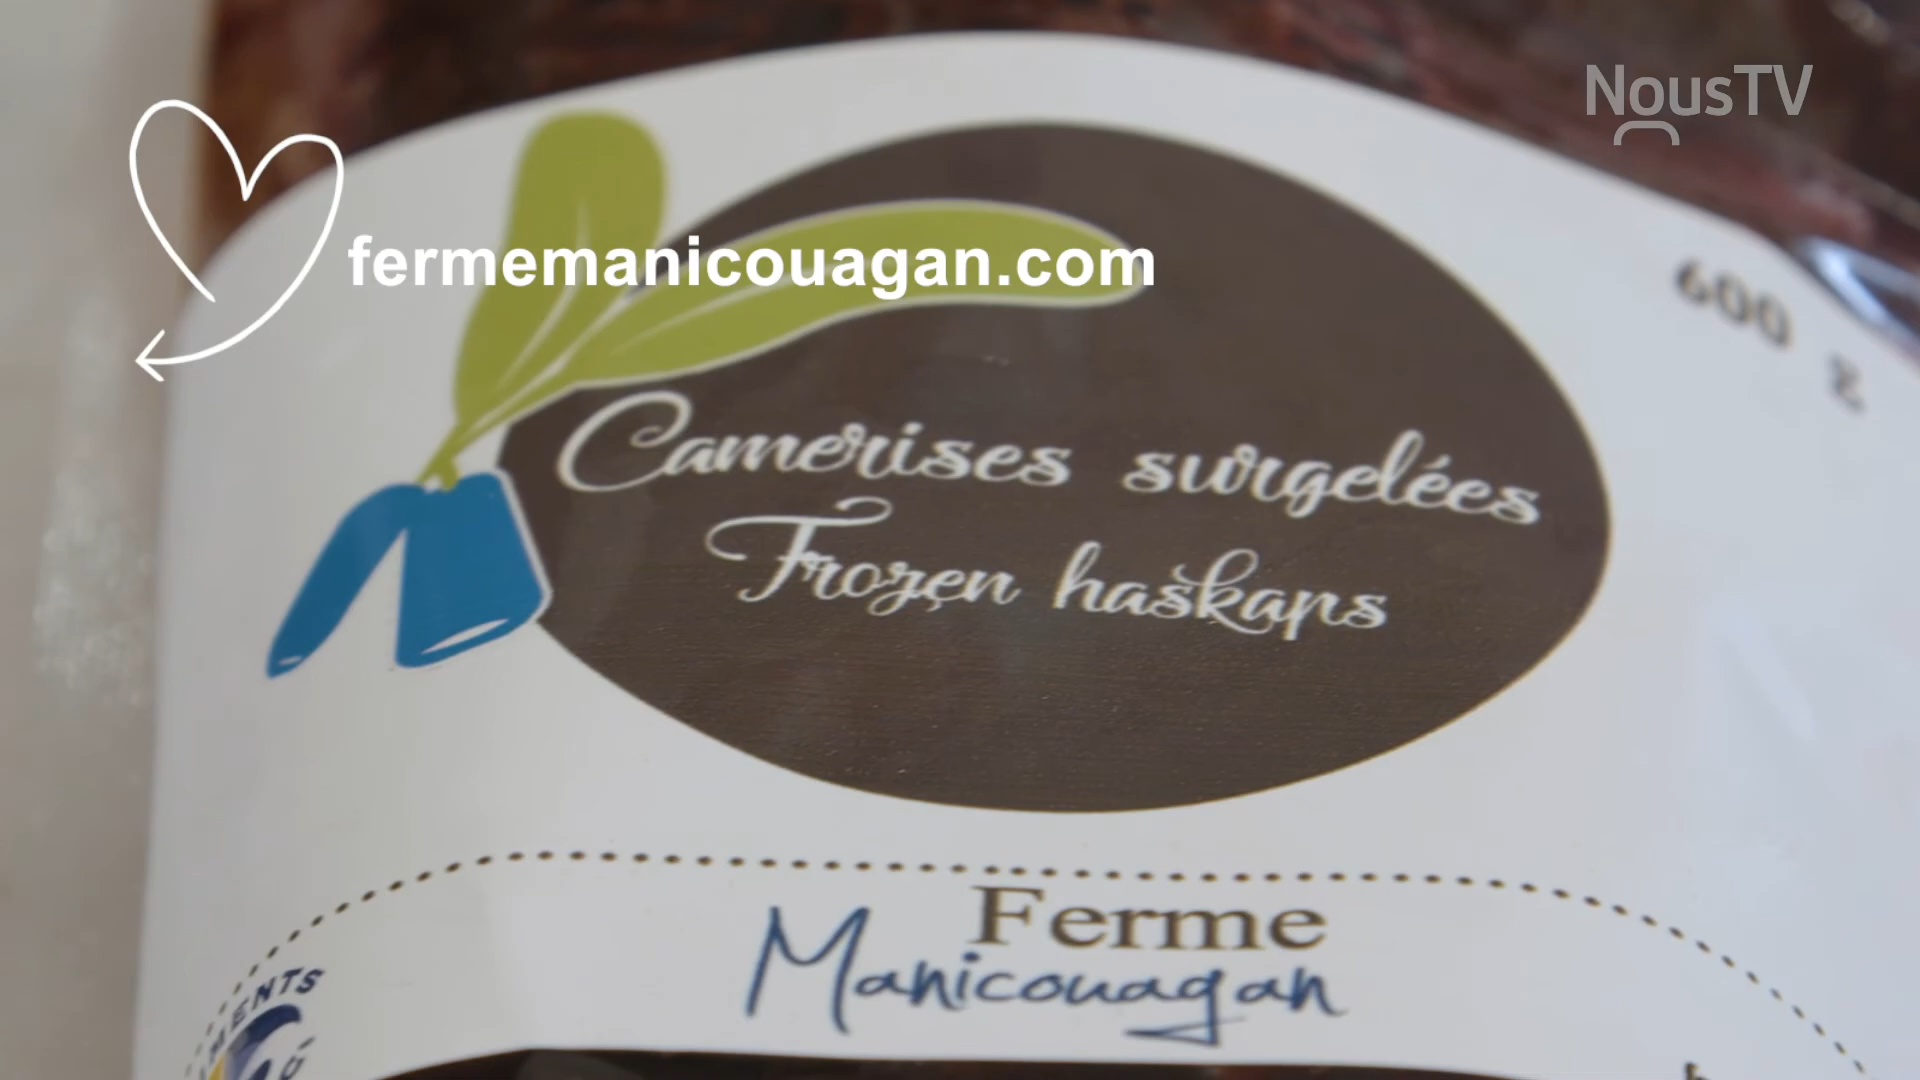 NousTV
fermemanicouagan.com
600 g
Camerises surgelées
Frozen haskaps
Ferme
Manicouagan